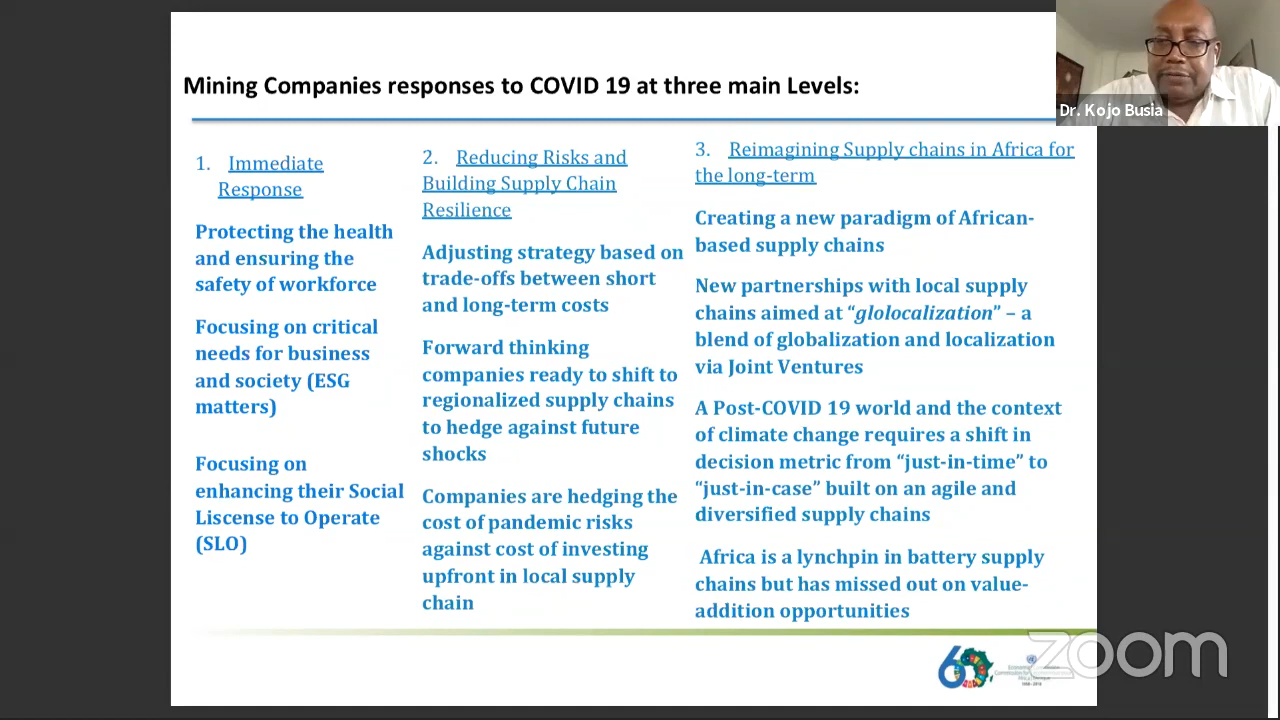 Mining Companies responses to COVID 19 at three main Levels:
Dr. Kojo Busia
1. Immediate
Response
Protecting the health
and ensuring the
safety of workforce
Focusing on critical
needs for business
and society (ESG
matters)
Focusing on
enhancing their Social
Liscense to Operate
(SLO)
2. Reducing Risks and
Building Supply Chain
Resilience
Adjusting strategy based on
trade-offs between short
and long-term costs
Forward thinking
companies ready to shift to
regionalized supply chains
to hedge against future
shocks
Companies are hedging the
cost of pandemic risks
against cost of investing
upfront in local supply
chain
3. Reimagining Supply chains in Africa for
the long-term
Creating a new paradigm of African-
based supply chains
New partnerships with local supply
chains aimed at “glolocalization” – a
blend of globalization and localization
via Joint Ventures
A Post-COVID 19 world and the context
of climate change requires a shift in
decision metric from “just-in-time” to
“just-in-case” built on an agile and
diversified supply chains
Africa is a lynchpin in battery supply
chains but has missed out on value-
addition opportunities
zoom